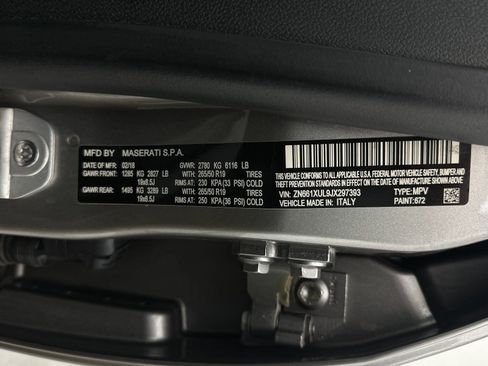 MFD BY MASERATI S.P.A.
DATE OF MFR: 02/18 GVWR: 2780 KG 6116 LB
GAWR FRONT: 1285 KG 2827 LB WITH: 265/50 R19 TIRES
19x8.5J RIMS AT: 230 KPA (33 PSI) COLD
GAWR REAR: 1495 KG 3289 LB WITH: 265/50 R19 TIRES
19x8.5J RIMS AT: 250 KPA (36 PSI) COLD
THIS VEHICLE CONFORMS TO ALL APPLICABLE U.S.A. FEDERAL MOTOR VEHICLE SAFETY, BUMPER AND
THEFT PREVENTION STANDARDS IN EFFECT ON THE DATE OF MANUFACTURE SHOWN ABOVE
VIN: ZN661XUL9JX297393 TYPE: MPV
VEHICLE MADE IN: ITALY PAINT: 672